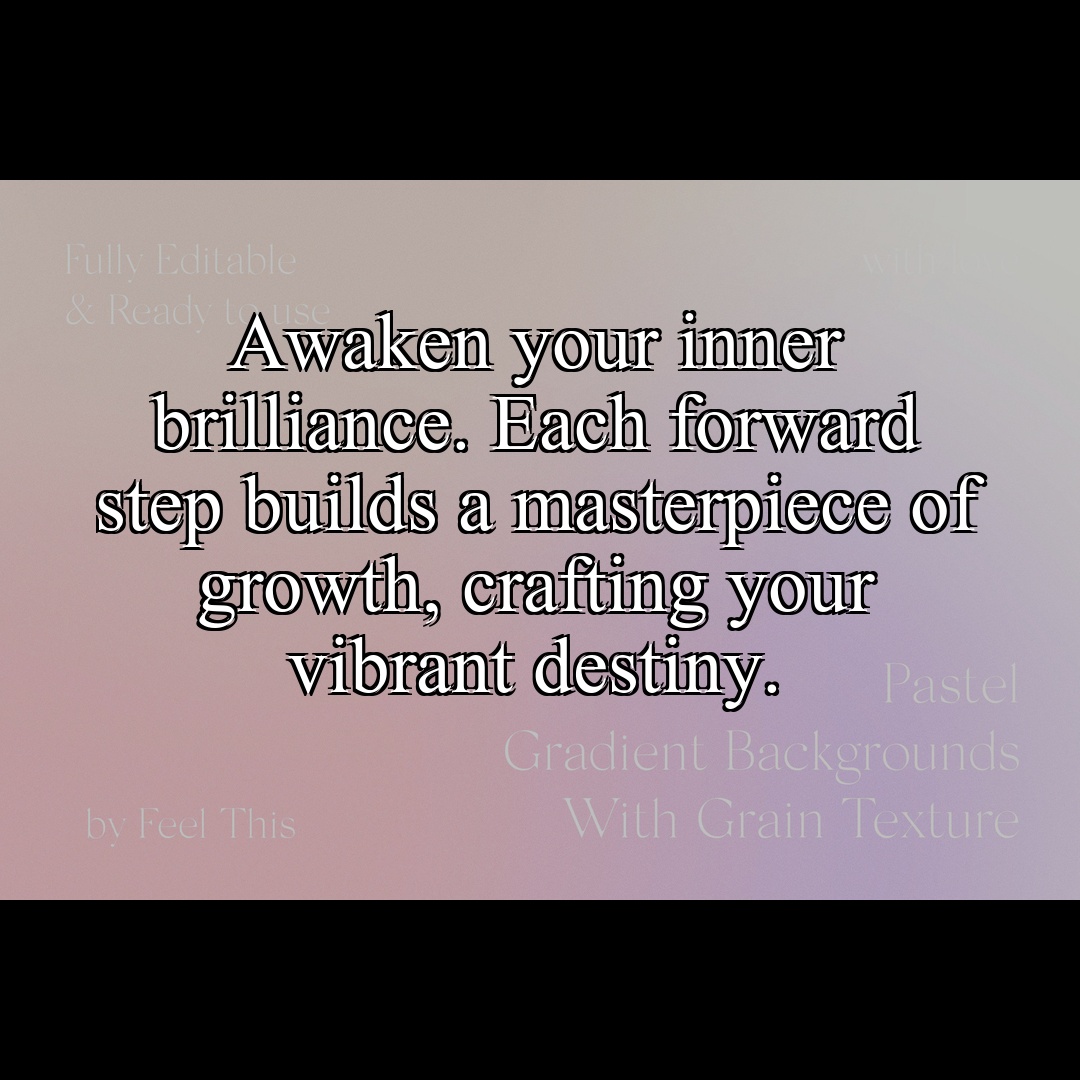 Fully Editable
& Ready to use
with
Awaken your inner
brilliance. Each forward
step builds a masterpiece of
growth, crafting your
vibrant destiny.
Pastel
Gradient Backgrounds
With Grain Texture
by Feel This